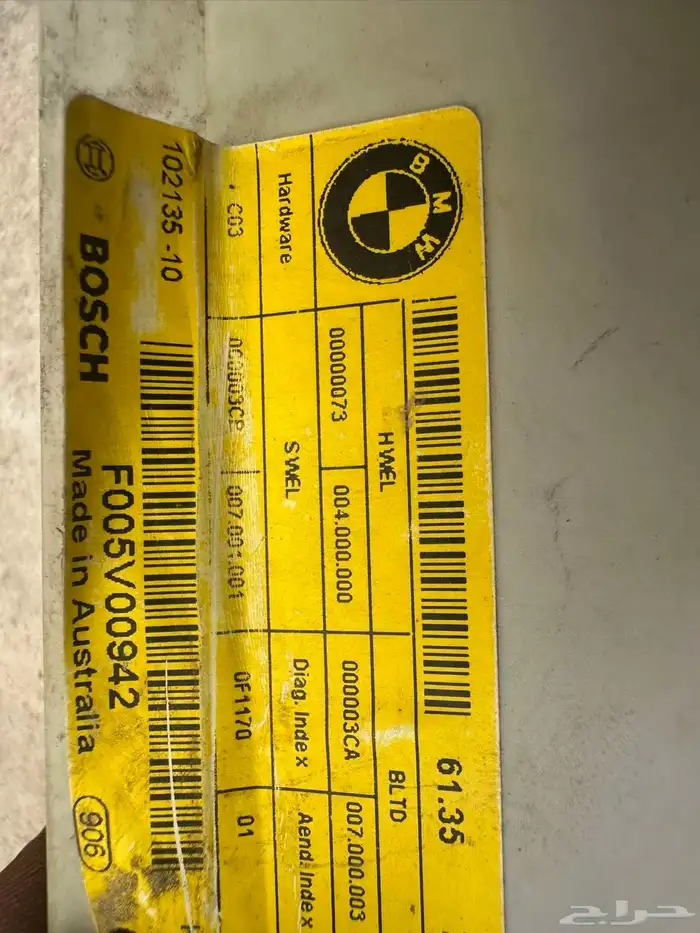 BMW
61.35
HWEL BLTD
00000073 004.000.000 000003CA 007.000.003
Hardware SWEL Diag. Index Aend. Index
C03 007.001.001 0F1170 01
102135-10
BOSCH F005V00942
Made in Australia 906
حراج